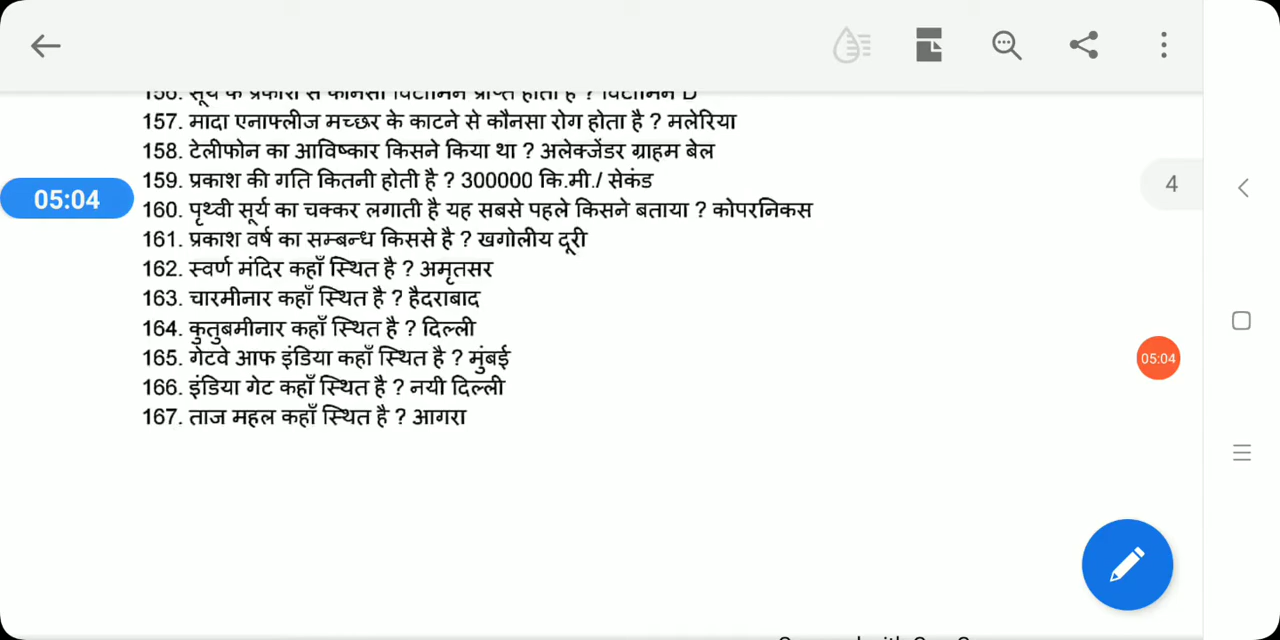 4
156. सूर्य के प्रकाश से कौनसा विटामिन प्राप्त होता है ? विटामिन D
157. मादा एनाफ्लीज मच्छर के काटने से कौनसा रोग होता है ? मलेरिया
158. टेलीफोन का आविष्कार किसने किया था ? अलेक्जेंडर ग्राहम बेल
159. प्रकाश की गति कितनी होती है ? 300000 कि.मी./ सेकंड
05:04
160. पृथ्वी सूर्य का चक्कर लगाती है यह सबसे पहले किसने बताया ? कोपरनिकस
161. प्रकाश वर्ष का सम्बन्ध किससे है ? खगोलीय दूरी
162. स्वर्ण मंदिर कहाँ स्थित है ? अमृतसर
163. चारमीनार कहाँ स्थित है ? हैदराबाद
164. कुतुबमीनार कहाँ स्थित है ? दिल्ली
165. गेटवे आफ इंडिया कहाँ स्थित है ? मुंबई
05:04
166. इंडिया गेट कहाँ स्थित है ? नयी दिल्ली
167. ताज महल कहाँ स्थित है ? आगरा